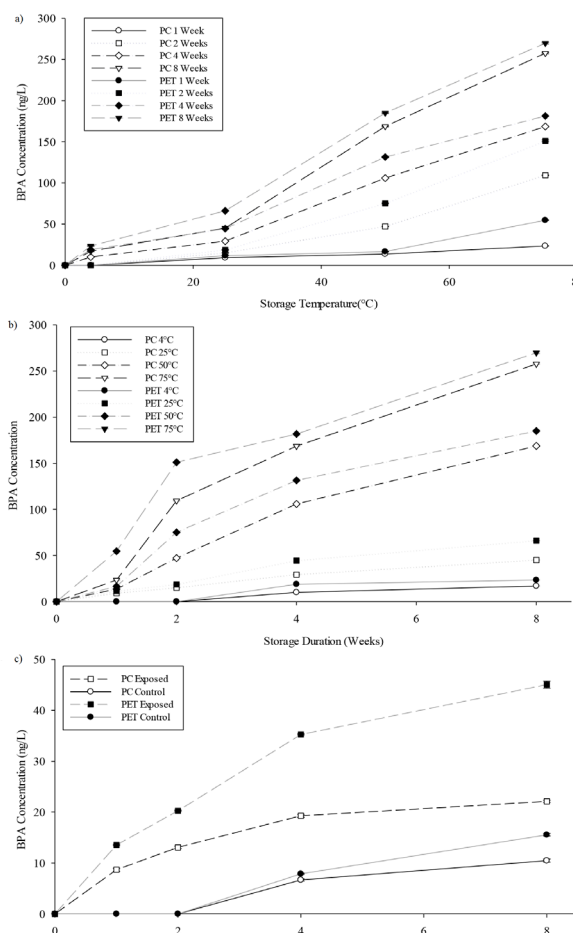 a)
300
250
200
150
100
50
0
BPA Concentration (ng/L)
PC 1 Week
PC 2 Weeks
PC 4 Weeks
PC 8 Weeks
PET 1 Week
PET 2 Weeks
PET 4 Weeks
PET 8 Weeks
0 20 40 60
Storage Temperature(°C)
b)
300
250
200
150
100
50
0
BPA Concentration
PC 4°C
PC 25°C
PC 50°C
PC 75°C
PET 4°C
PET 25°C
PET 50°C
PET 75°C
0 2 4 6 8
Storage Duration (Weeks)
c)
50
40
30
20
10
0
BPA Concentration (ng/L)
PC Exposed
PC Control
PET Exposed
PET Control
0 2 4 6 8